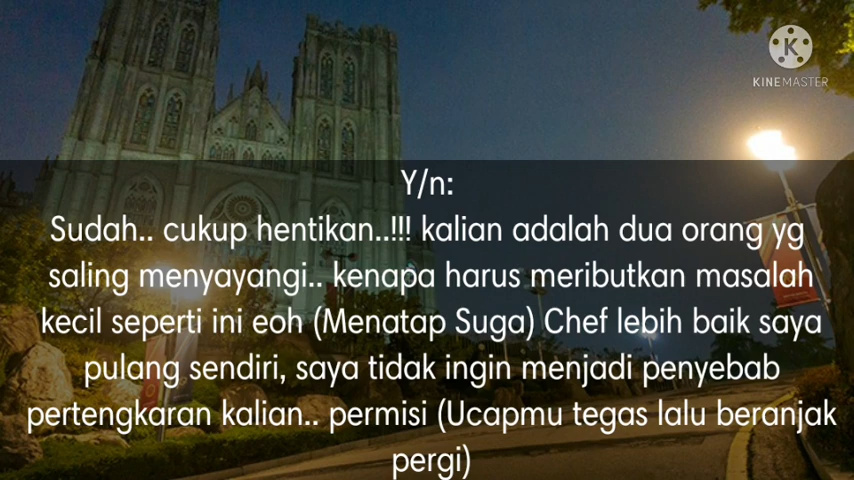 KINEMASTER
Y/n:
Sudah.. cukup hentikan..!!! kalian adalah dua orang yg
saling menyayangi.. kenapa harus meributkan masalah
kecil seperti ini eoh (Menatap Suga) Chef lebih baik saya
pulang sendiri, saya tidak ingin menjadi penyebab
pertengkaran kalian.. permisi (Ucapmu tegas lalu beranjak
pergi)